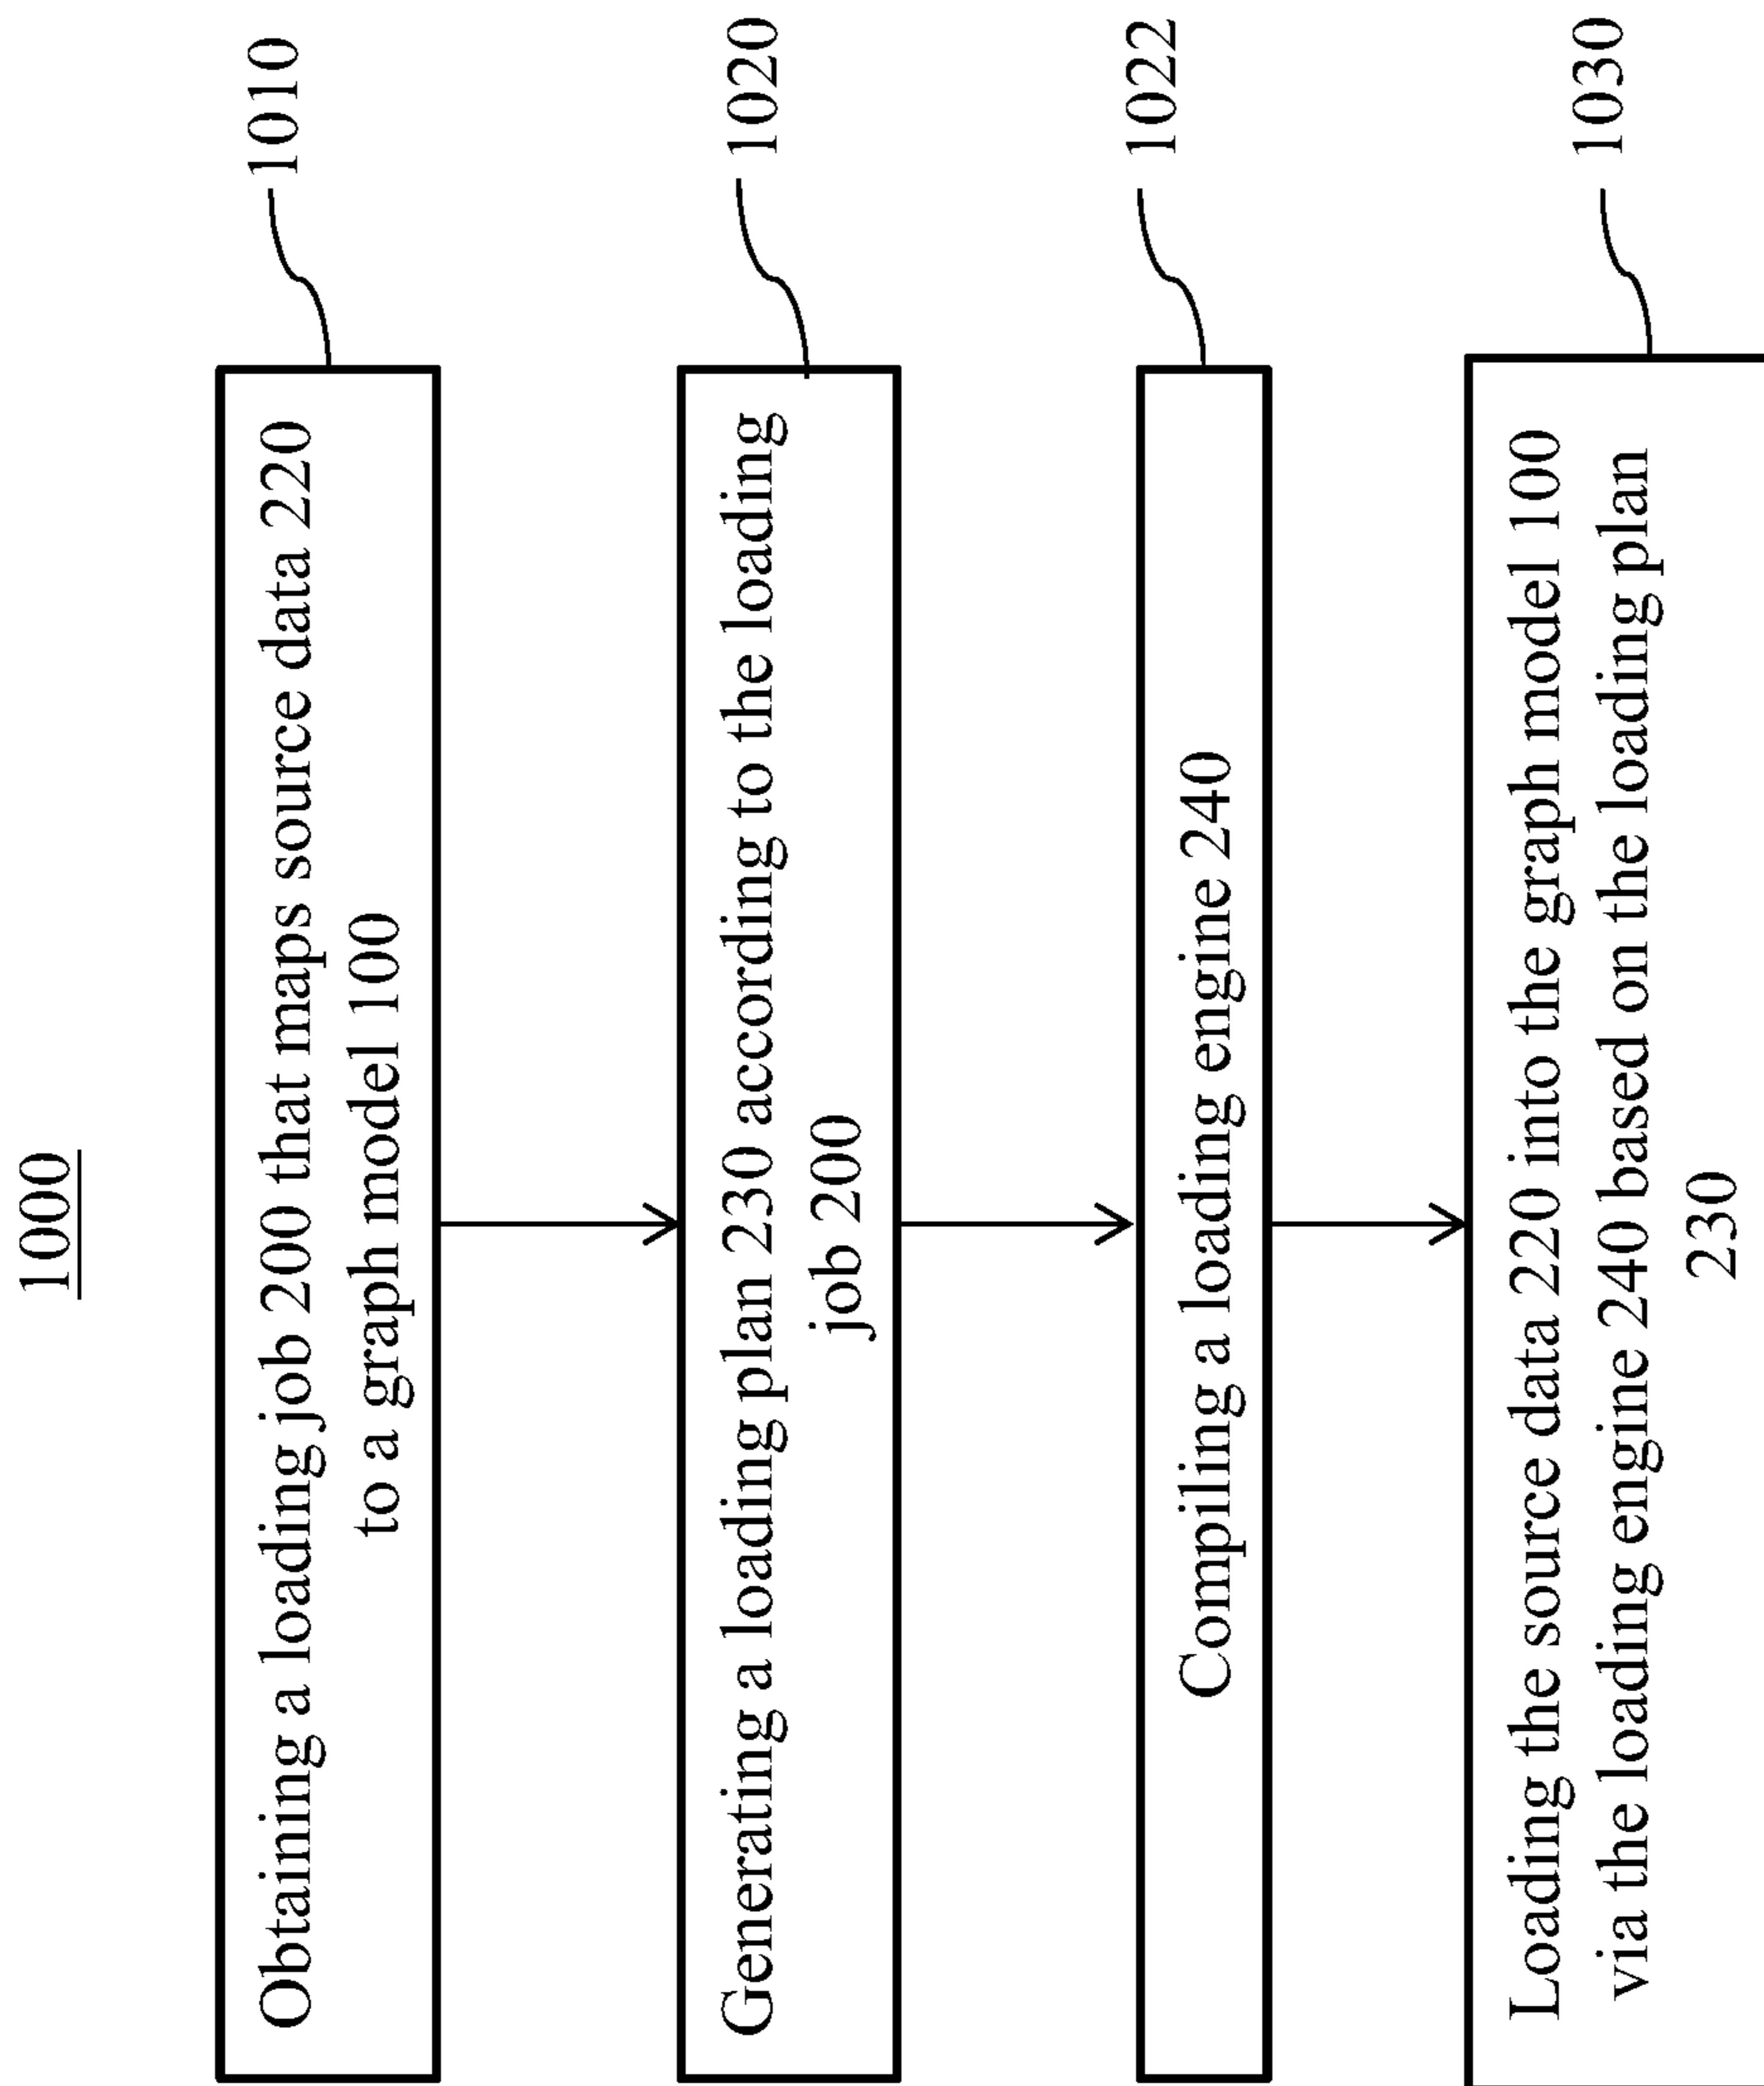 1000
Obtaining a loading job 200 that maps source data 220
to a graph model 100
1010
Generating a loading plan 230 according to the loading
job 200
1020
Compiling a loading engine 240
1022
Loading the source data 220 into the graph model 100
via the loading engine 240 based on the loading plan
230
1030